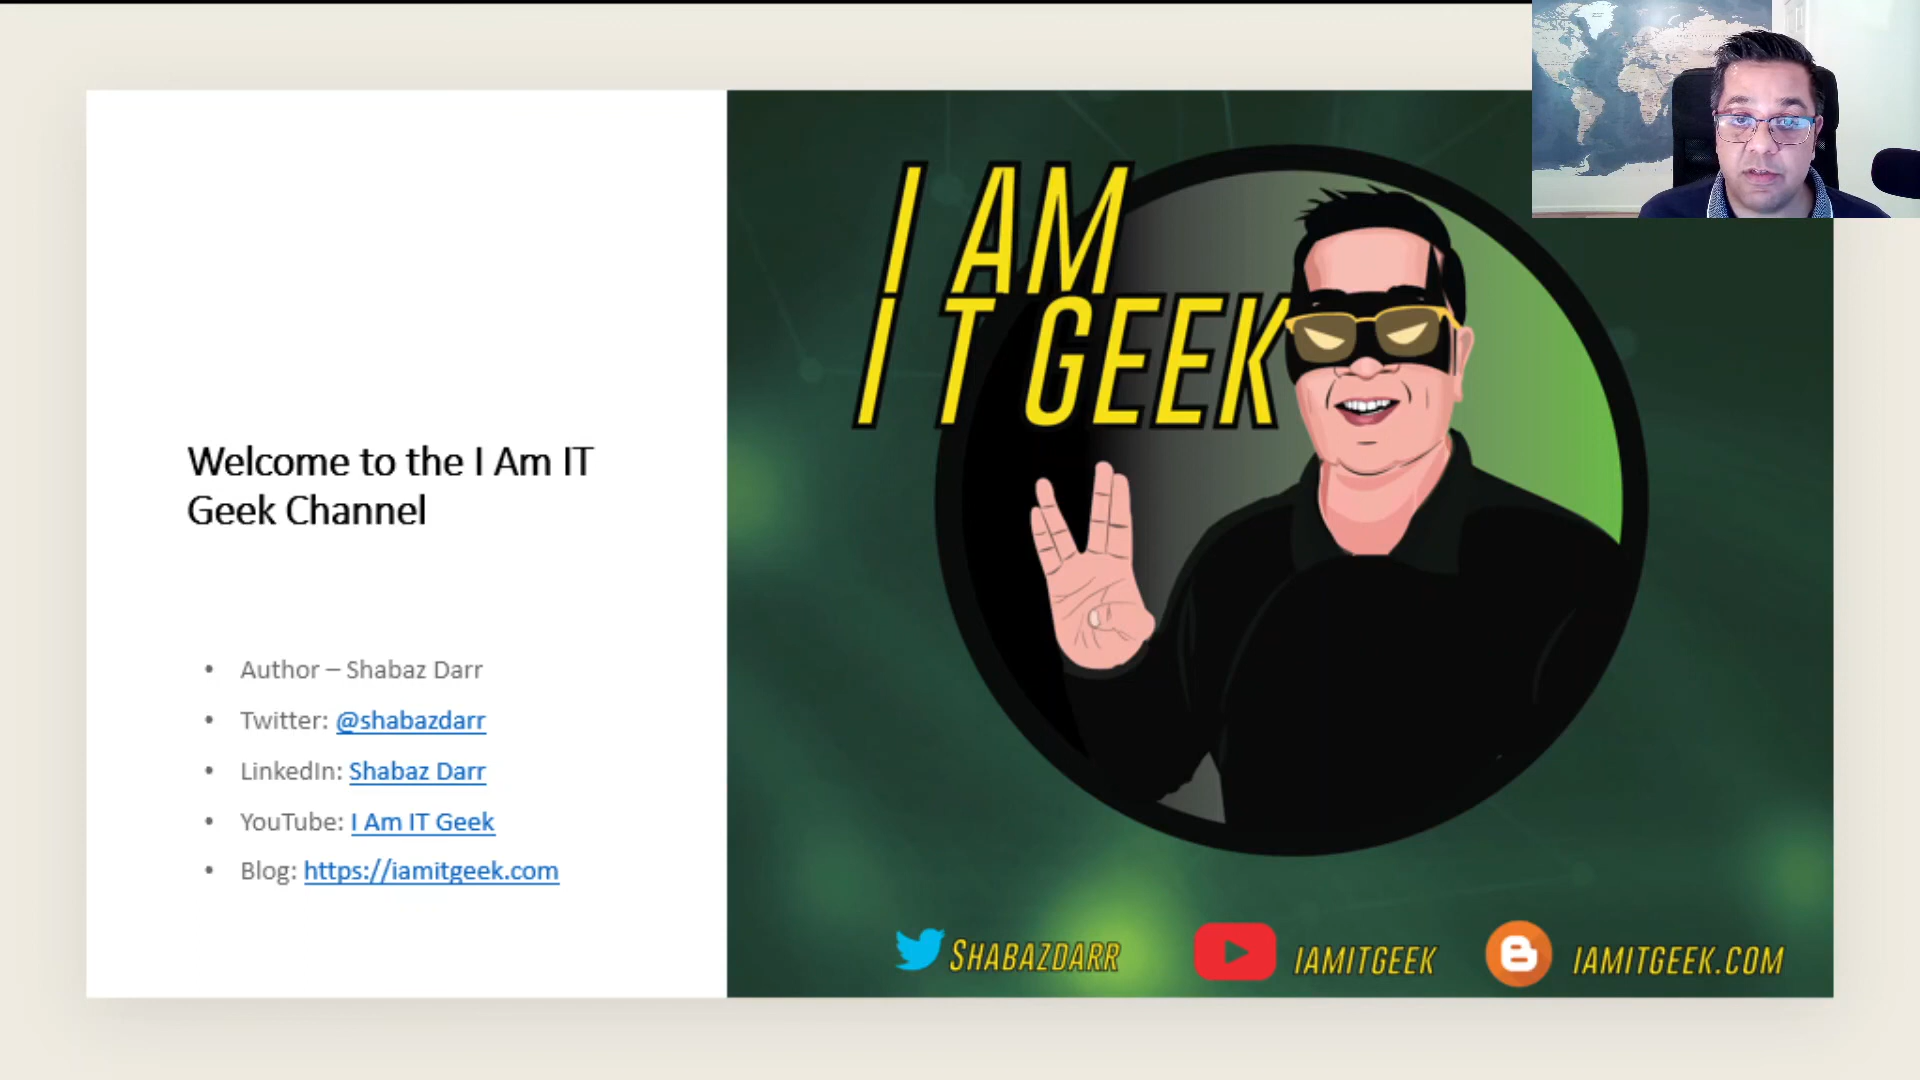 I AM
I T GEEK
Welcome to the I Am IT
Geek Channel
• Author – Shabaz Darr
• Twitter: @shabazdarr
• LinkedIn: Shabaz Darr
• YouTube: I Am IT Geek
• Blog: https://iamitgeek.com
SHABAZDARR
IAMITGEEK
IAMITGEEK.COM